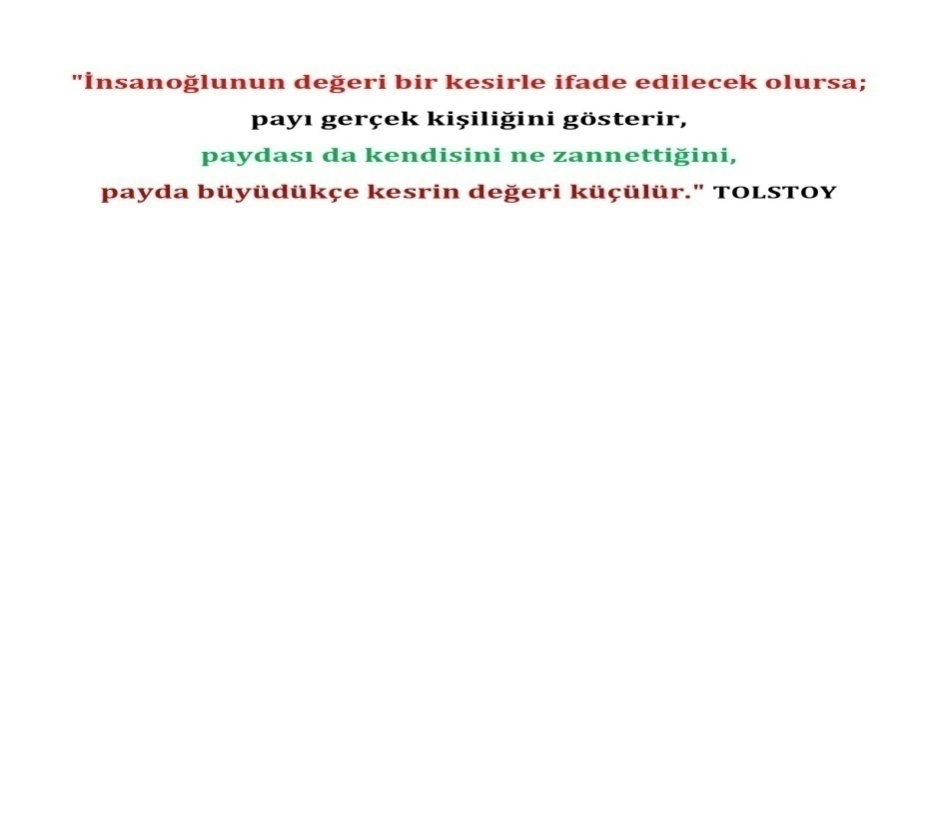 "İnsanoğlunun değeri bir kesirle ifade edilecek olursa;
payı gerçek kişiliğini gösterir,
paydası da kendisini ne zannettiğini,
payda büyüdükçe kesrin değeri küçülür." TOLSTOY